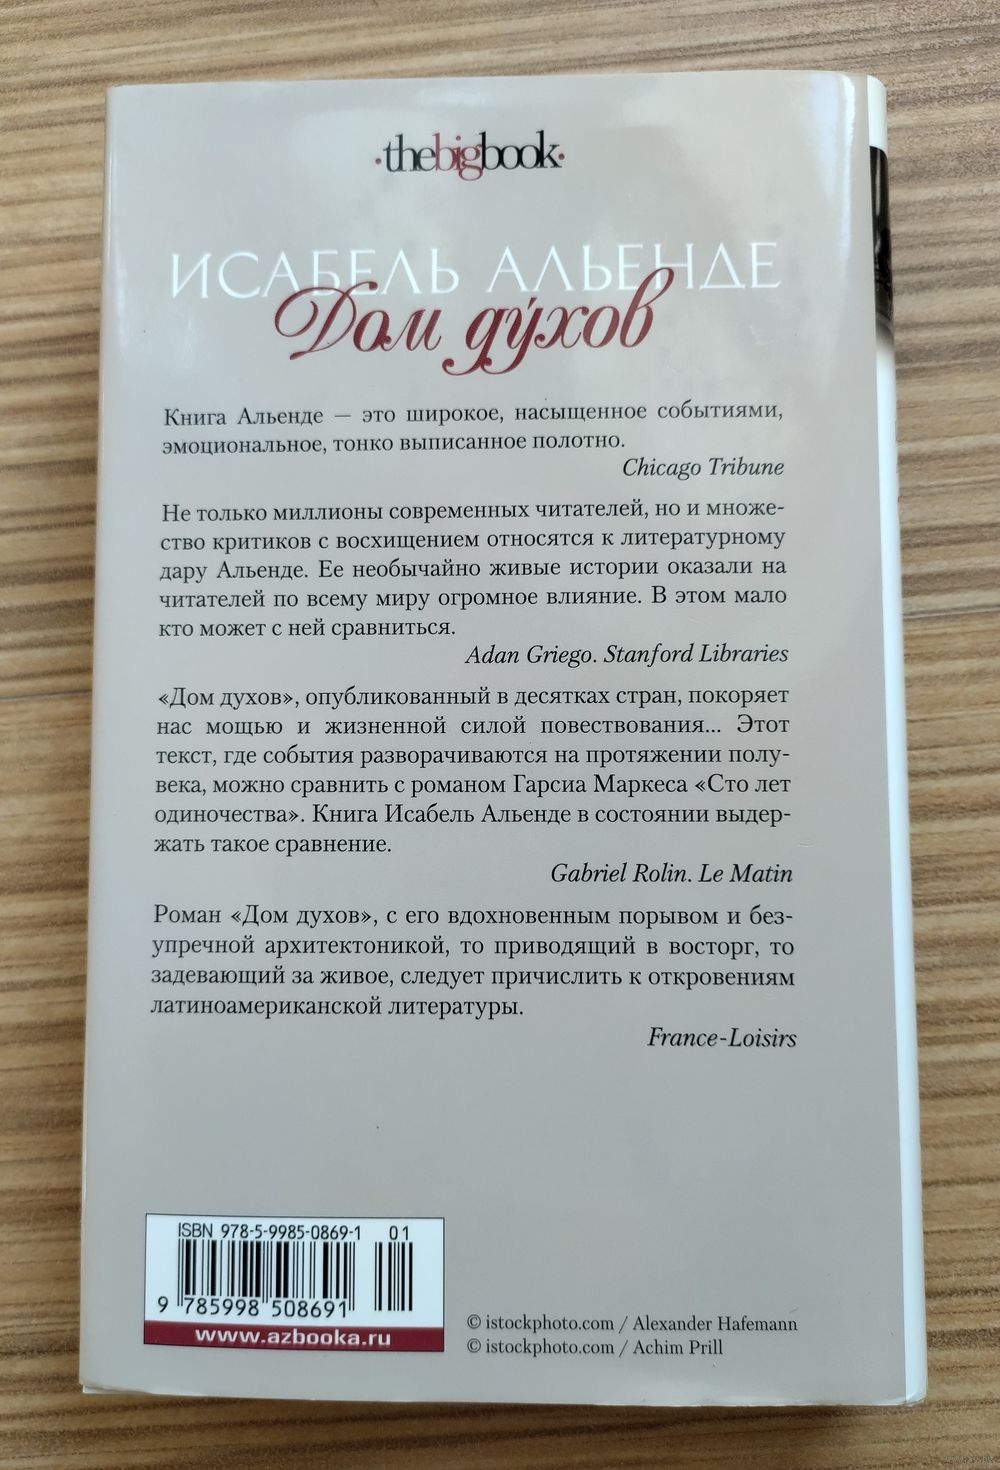 ·thebigbook·
ИСАБЕЛЬ АЛЬЕНДЕ
Дом ду́хов
Книга Альенде — это широкое, насыщенное событиями,
эмоциональное, тонко выписанное полотно.
Chicago Tribune
Не только миллионы современных читателей, но и множе-
ство критиков с восхищением относятся к литературному
дару Альенде. Ее необычайно живые истории оказали на
читателей по всему миру огромное влияние. В этом мало
кто может с ней сравниться.
Adan Griego. Stanford Libraries
«Дом духов», опубликованный в десятках стран, покоряет
нас мощью и жизненной силой повествования... Этот
текст, где события разворачиваются на протяжении полу-
века, можно сравнить с романом Гарсиа Маркеса «Сто лет
одиночества». Книга Исабель Альенде в состоянии выдер-
жать такое сравнение.
Gabriel Rolin. Le Matin
Роман «Дом духов», с его вдохновенным порывом и без-
упречной архитектоникой, то приводящий в восторг, то
задевающий за живое, следует причислить к откровениям
латиноамериканской литературы.
France-Loisirs
ISBN 978-5-9985-0869-1 01
9 785998 508691
www.azbooka.ru
© istockphoto.com / Alexander Hafemann
© istockphoto.com / Achim Prill